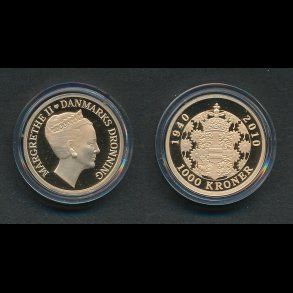 MARGRETHE II ♥ DANMARKS DRONNING
1940 2010
1000 KRONER